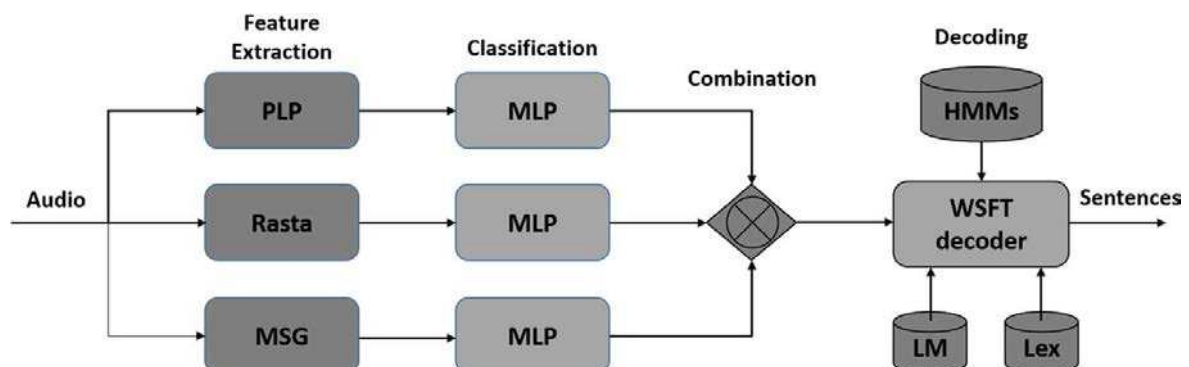 Feature
Extraction
Classification
Combination
Decoding
Audio
PLP
MLP
HMMs
Rasta
MLP
WSFT
decoder
Sentences
MSG
MLP
LM
Lex